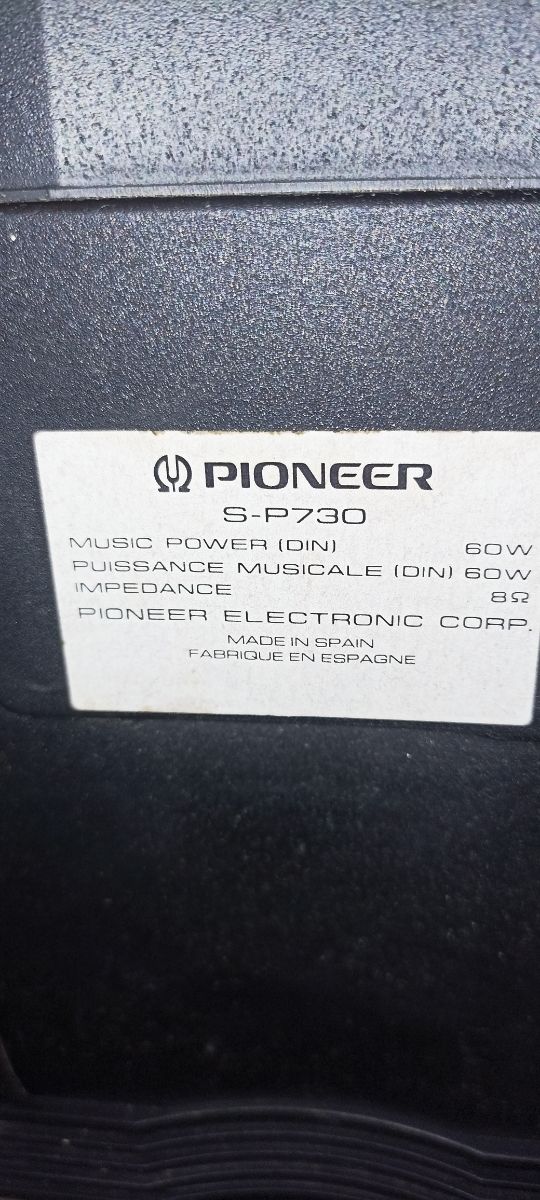 PIONEER
S-P730
MUSIC POWER (DIN) 60W
PUISSANCE MUSICALE (DIN) 60W
IMPEDANCE 8Ω
PIONEER ELECTRONIC CORP.
MADE IN SPAIN
FABRIQUE EN ESPAGNE